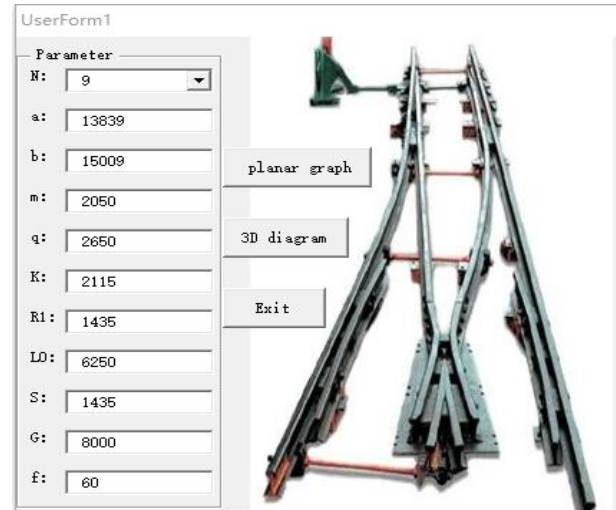 UserForm1
Parameter
N: 9
a: 13839
b: 15009
planar graph
m: 2050
q: 2650
3D diagram
K: 2115
Exit
R1: 1435
L0: 6250
S: 1435
G: 8000
f: 60